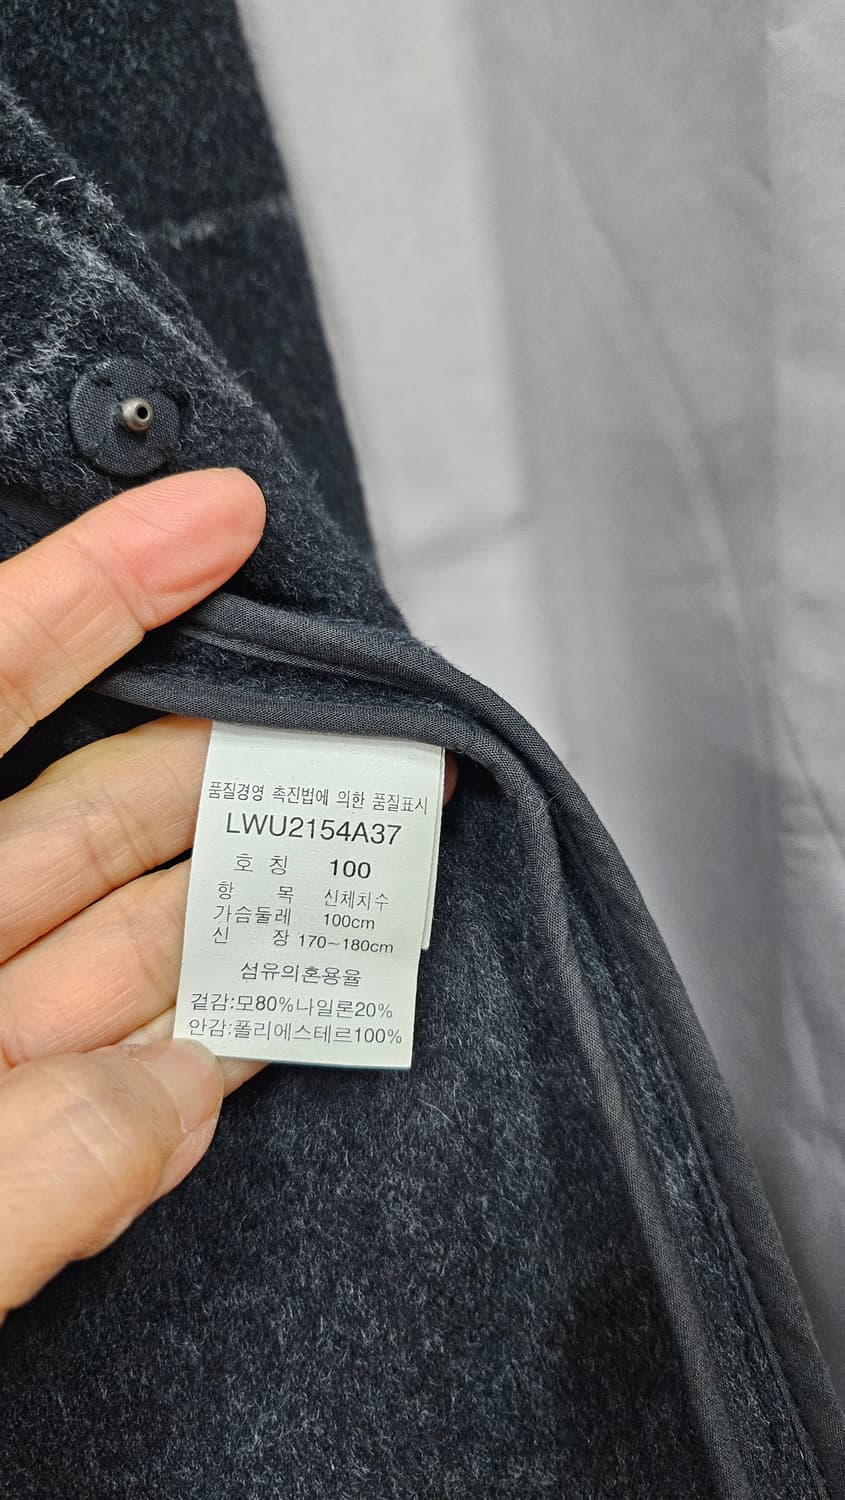 품질경영 촉진법에 의한 품질표시
LWU2154A37
호 칭 100
항 목 신체치수
가슴둘레 100cm
신 장 170~180cm
섬유의혼용율
겉감:모80%나일론20%
안감:폴리에스테르100%